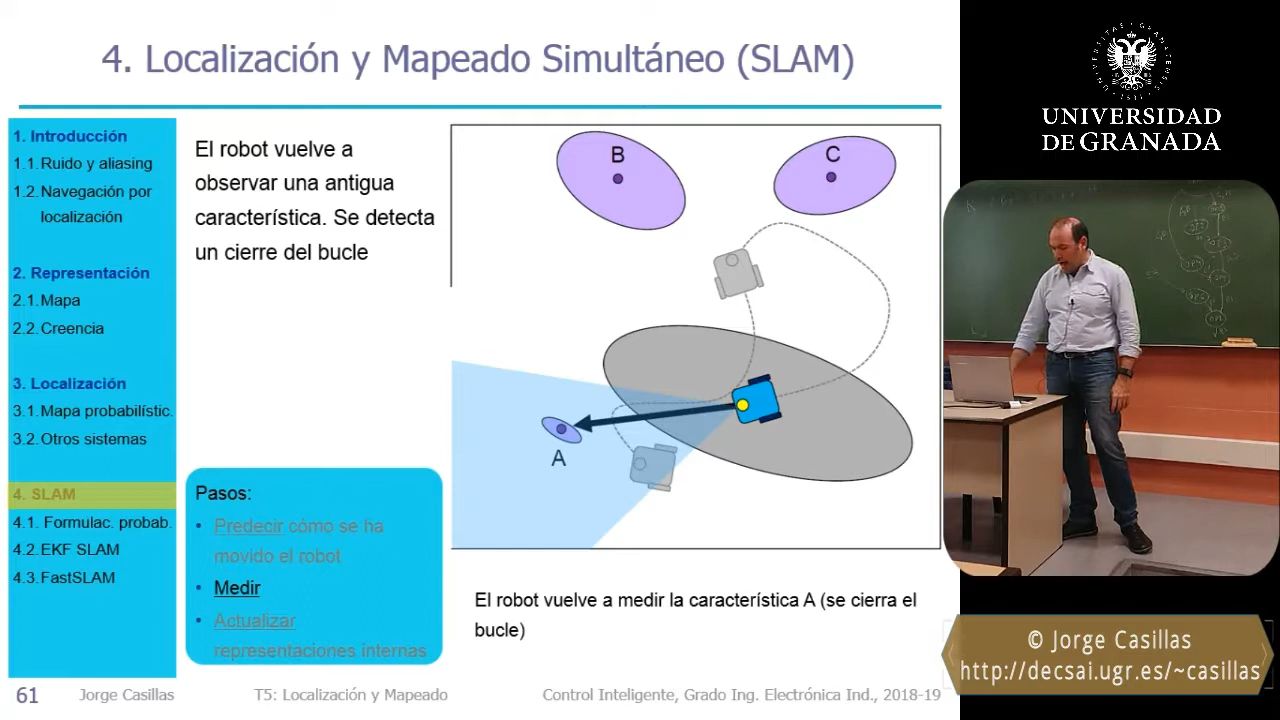 4. Localización y Mapeado Simultáneo (SLAM)
1. Introducción
1.1. Ruido y aliasing
1.2. Navegación por
localización
2. Representación
2.1. Mapa
2.2. Creencia
3. Localización
3.1. Mapa probabilístic.
3.2. Otros sistemas
4. SLAM
4.1. Formulac. probab.
4.2. EKF SLAM
4.3. FastSLAM
El robot vuelve a
observar una antigua
característica. Se detecta
un cierre del bucle
Pasos:
• Predecir cómo se ha
movido el robot
• Medir
• Actualizar
representaciones internas
B
C
A
El robot vuelve a medir la característica A (se cierra el
bucle)
61 Jorge Casillas T5: Localización y Mapeado Control Inteligente, Grado Ing. Electrónica Ind., 2018-19
UNIVERSIDAD
DE GRANADA
© Jorge Casillas
http://decsai.ugr.es/~casillas